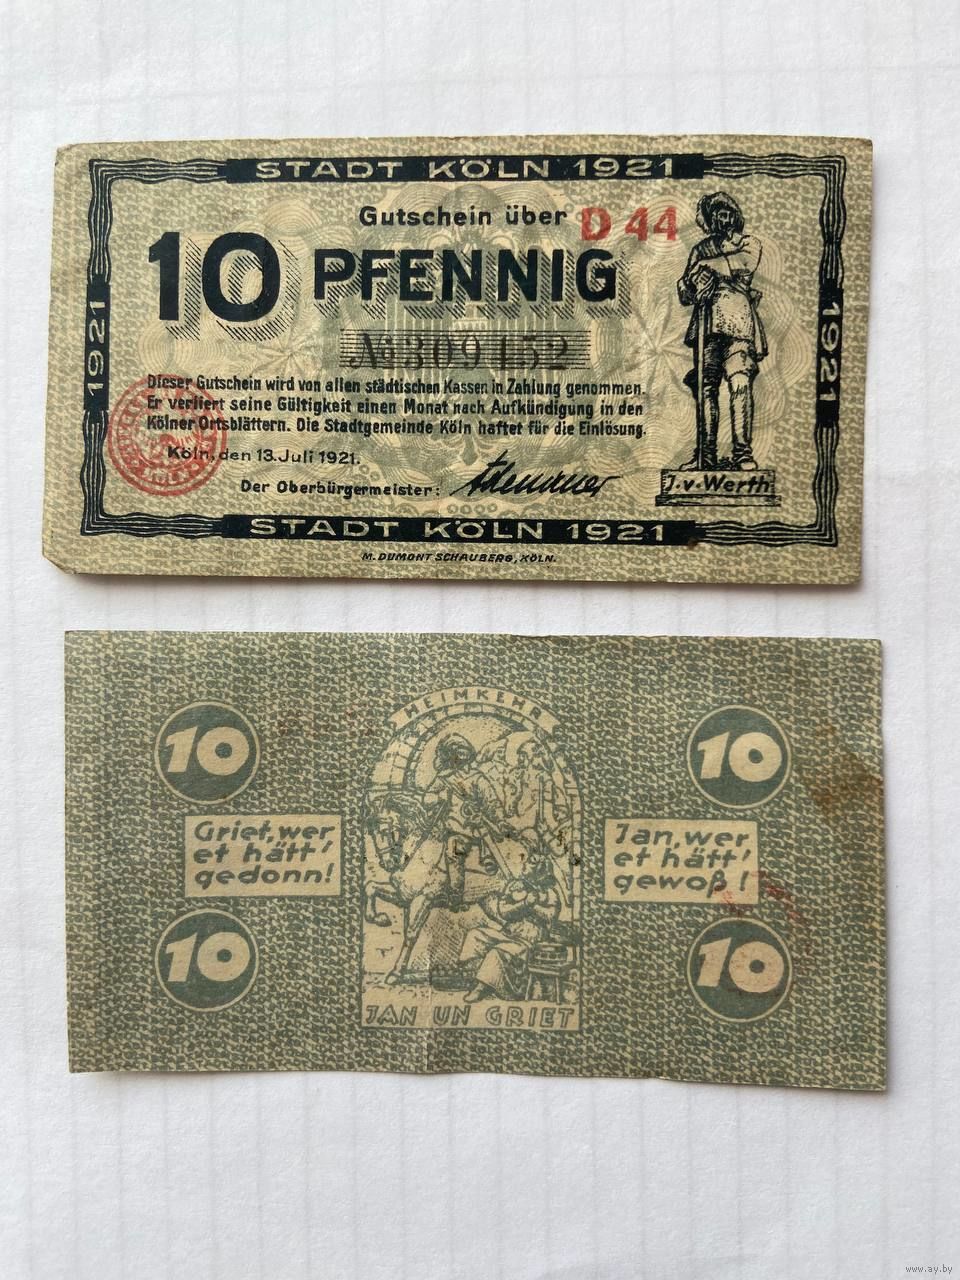 STADT KÖLN 1921
Gutschein über D 44
10 PFENNIG
№ 309452
Dieser Gutschein wird von allen städtischen Kassen in Zahlung genommen.
Er verliert seine Gültigkeit einen Monat nach Aufkündigung in den
Kölner Ortsblättern. Die Stadtgemeinde Köln haftet für die Einlösung.
Köln, den 13. Juli 1921.
Der Oberbürgermeister:
J. v. Werth
1921
1921
STADT KÖLN 1921
M. DUMONT SCHAUBERG, KÖLN.
HEIMKEHR
10
10
Griet, wer
et hätt'
gedonn!
Jan, wer
et hätt'
gewoß!
10
10
JAN UN GRIET
www.ay.by